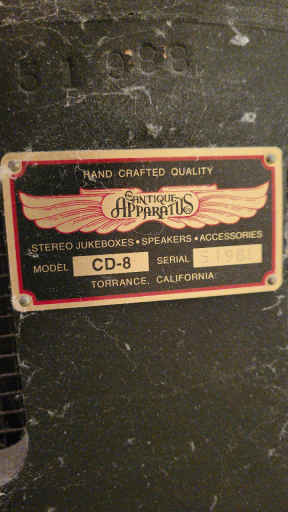 HAND CRAFTED QUALITY
ANTIQUE
APPARATUS
STEREO JUKEBOXES • SPEAKERS • ACCESSORIES
MODEL CD-8 SERIAL
TORRANCE, CALIFORNIA